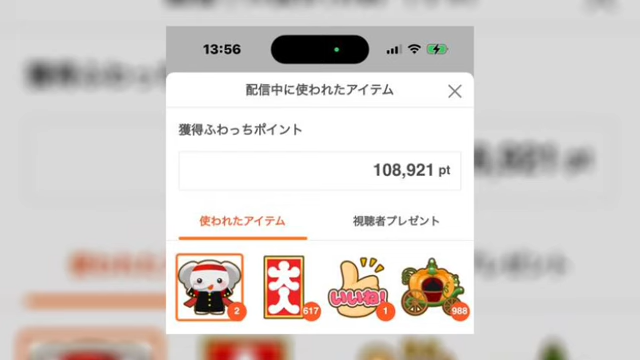 13:56
配信中に使われたアイテム
獲得ふわっちポイント
108,921 pt
使われたアイテム
視聴者プレゼント
大人
いいね!
2
617
1
988